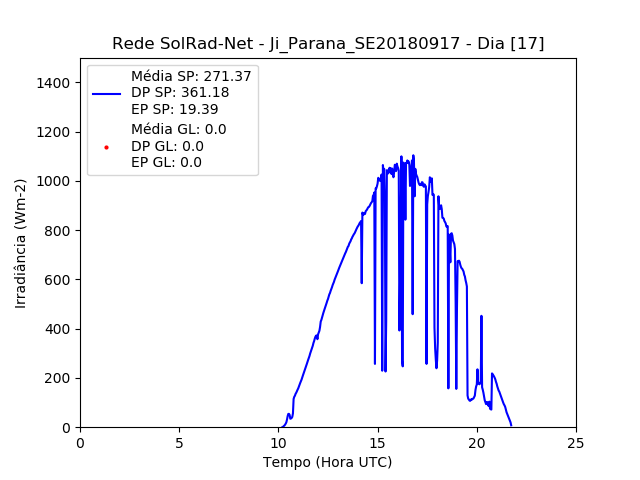 Rede SolRad-Net - Ji_Parana_SE20180917 - Dia [17]
Média SP: 271.37
DP SP: 361.18
EP SP: 19.39
Média GL: 0.0
DP GL: 0.0
EP GL: 0.0
Irradiância (Wm-2)
1400
1200
1000
800
600
400
200
0
0 5 10 15 20 25
Tempo (Hora UTC)